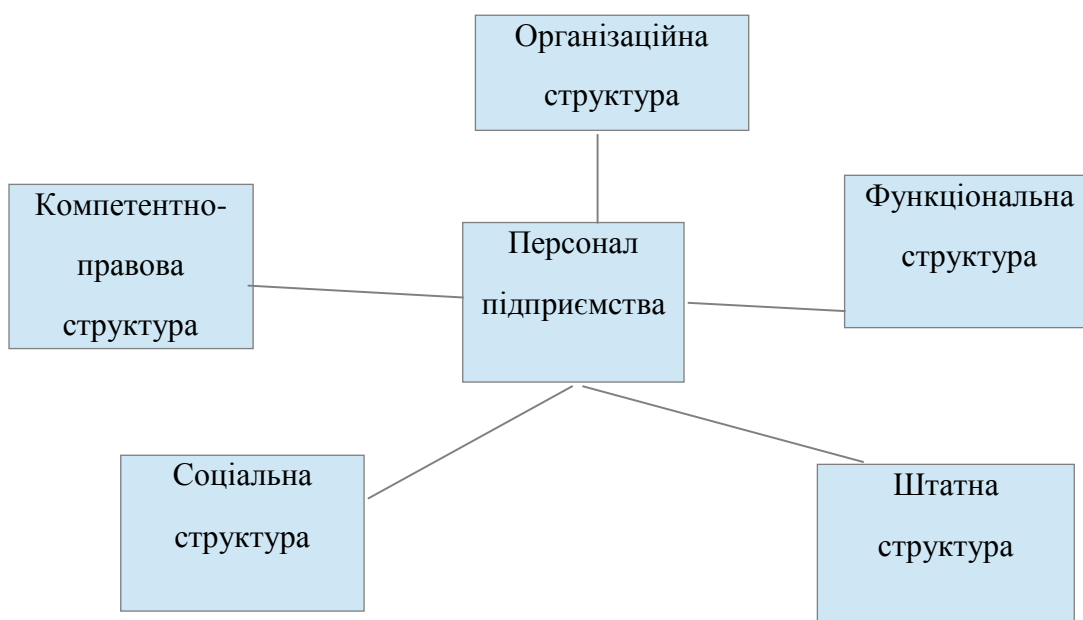 Організаційна
структура
Компетентно-
правова
структура
Персонал
підприємства
Функціональна
структура
Соціальна
структура
Штатна
структура